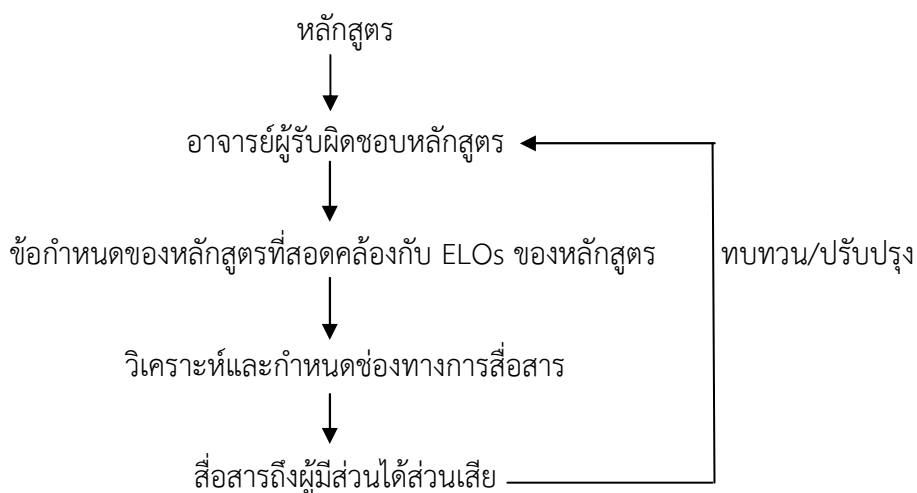 หลักสูตร
อาจารย์ผู้รับผิดชอบหลักสูตร
ข้อกำหนดของหลักสูตรที่สอดคล้องกับ ELOs ของหลักสูตร
ทบทวน/ปรับปรุง
วิเคราะห์และกำหนดช่องทางการสื่อสาร
สื่อสารถึงผู้มีส่วนได้ส่วนเสีย